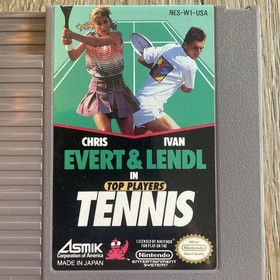 NES-W1-USA
CHRIS IVAN
EVERT & LENDL
IN
TOP PLAYERS
TENNIS
ASMIK
Corporation of America
MADE IN JAPAN
LICENSED BY NINTENDO
FOR PLAY ON THE
Nintendo
ENTERTAINMENT
SYSTEM
Nintendo